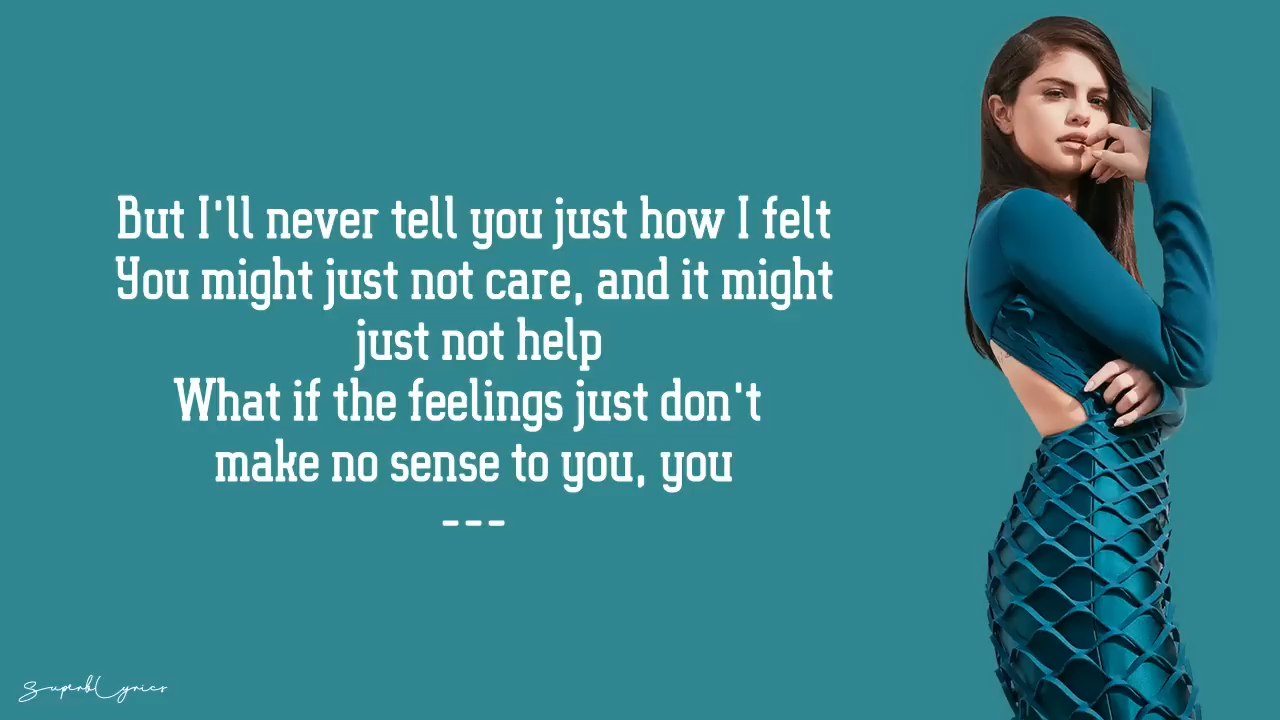 But I'll never tell you just how I felt
You might just not care, and it might
just not help
What if the feelings just don't
make no sense to you, you
---
SuperbLyrics